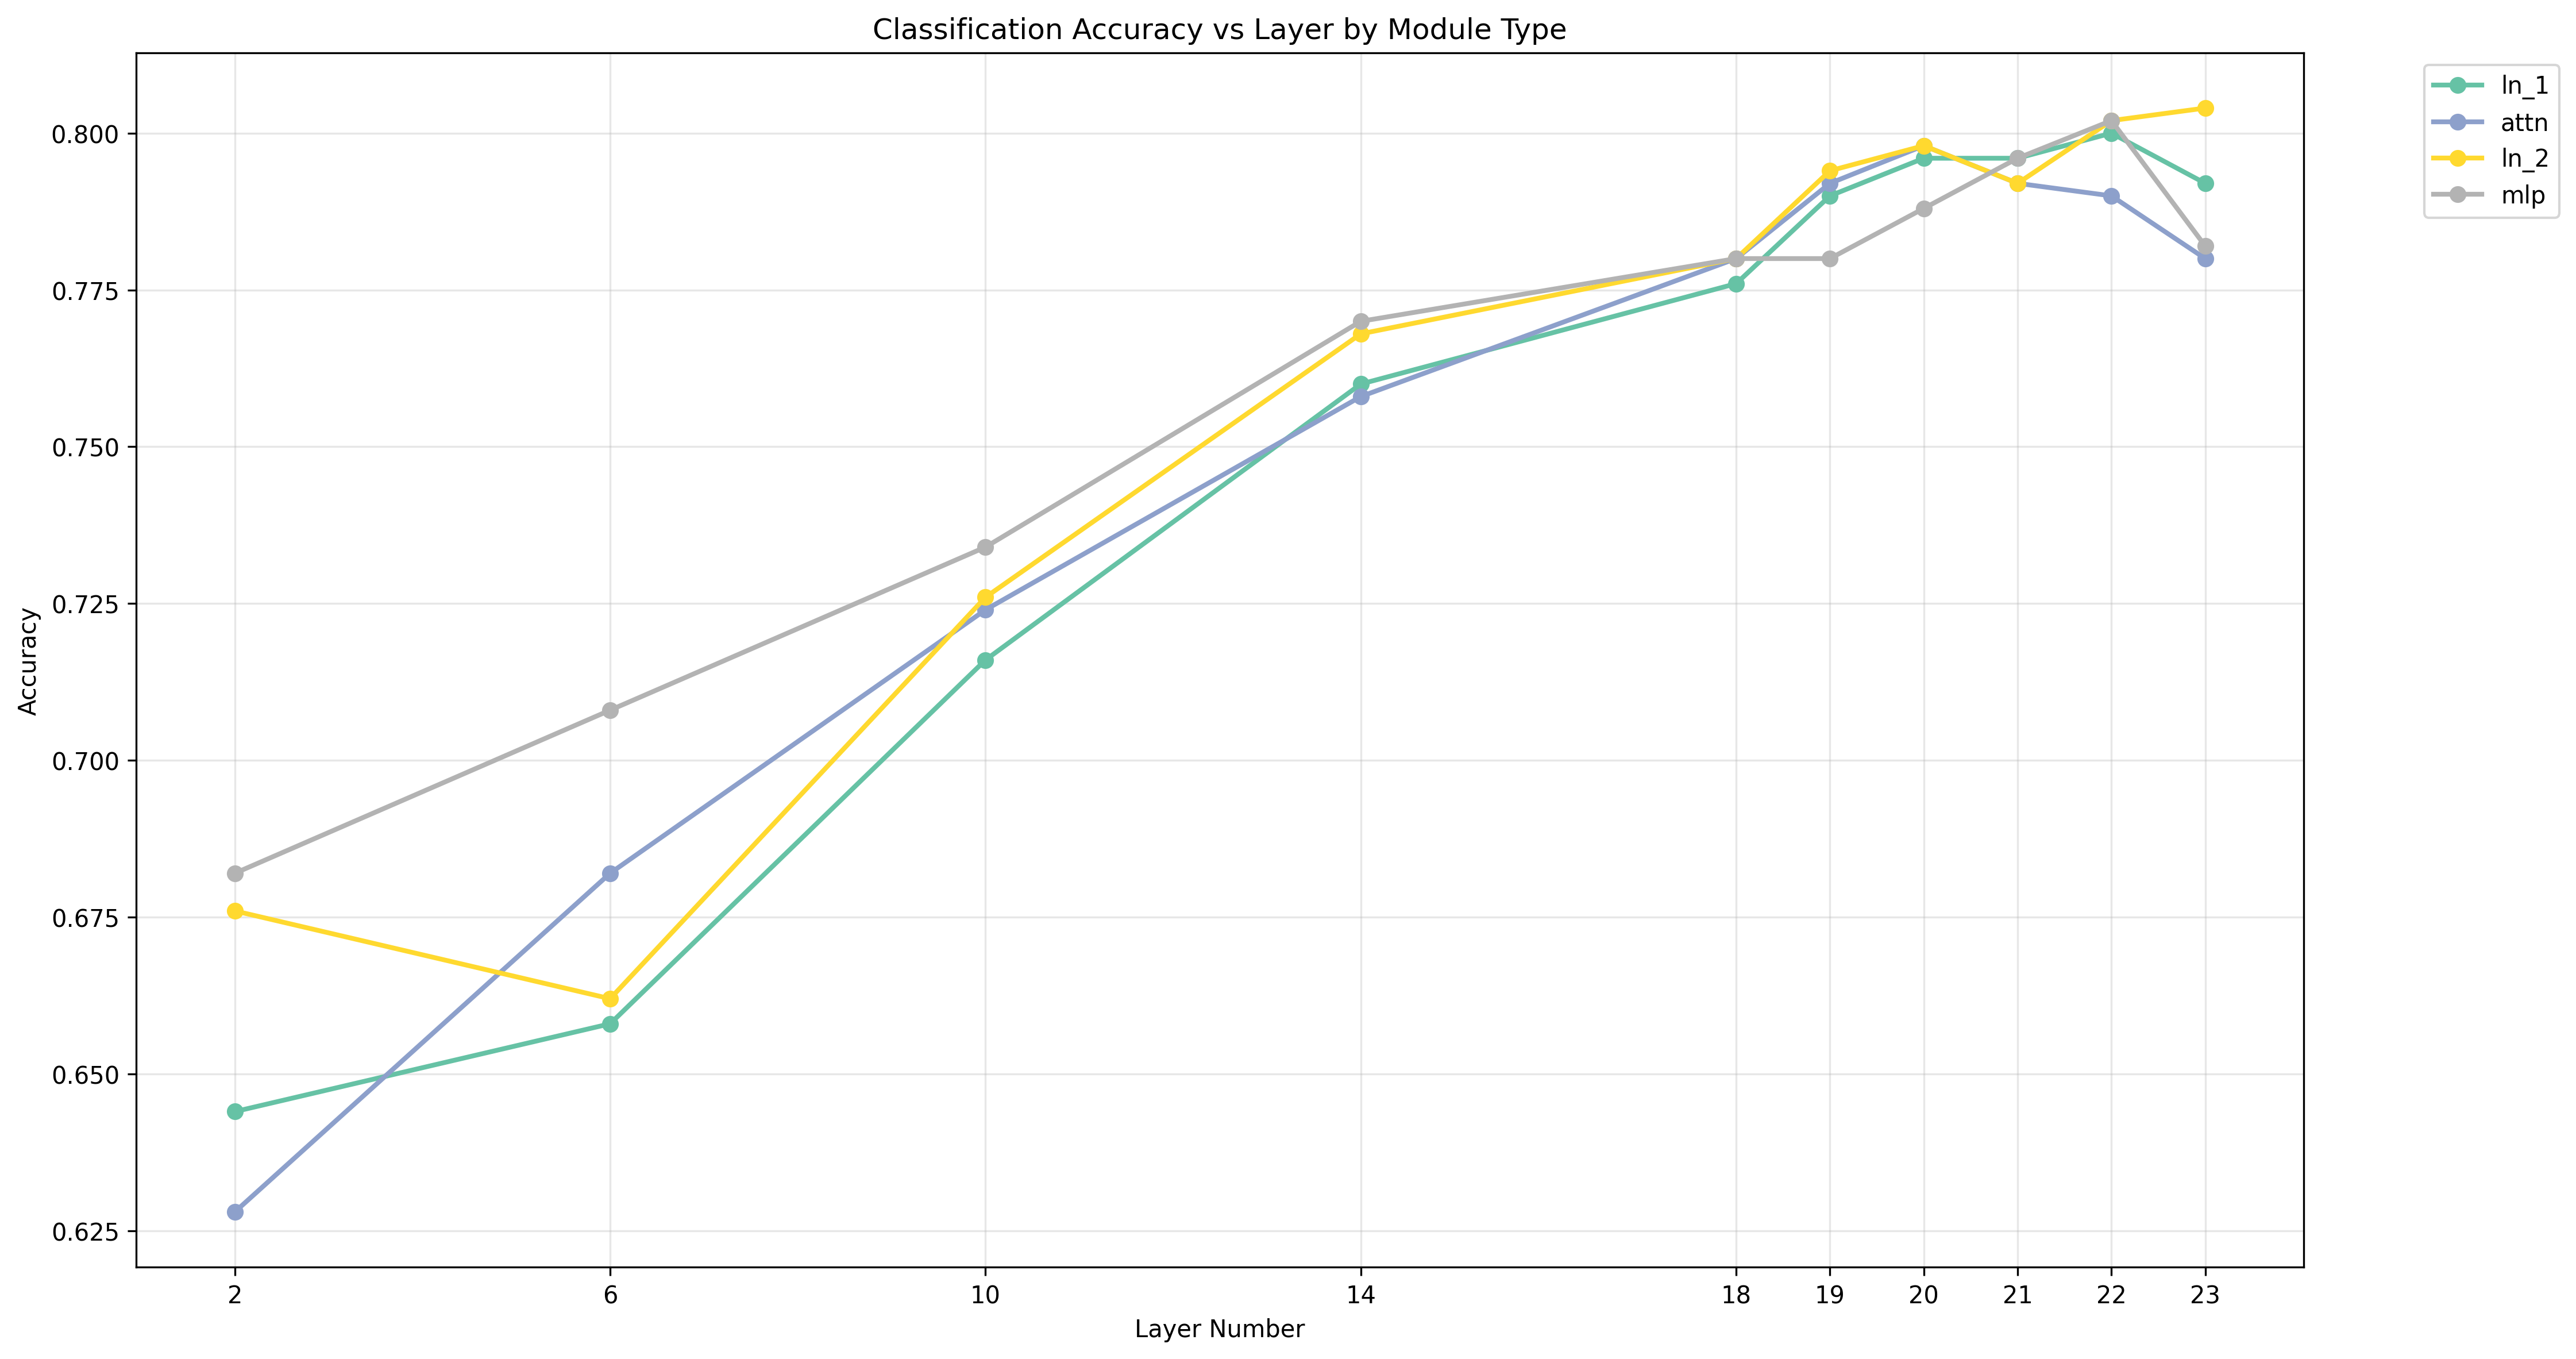 Classification Accuracy vs Layer by Module Type
ln_1
attn
ln_2
mlp
0.800
0.775
0.750
0.725
0.700
0.675
0.650
0.625
Accuracy
2 6 10 14 18 19 20 21 22 23
Layer Number